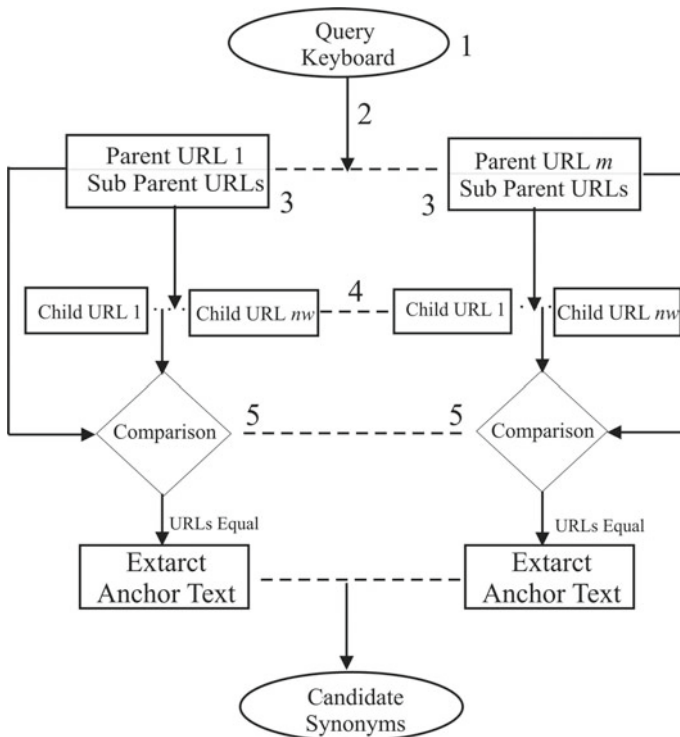 Query
Keyboard
1
2
Parent URL 1
Sub Parent URLs
3
Parent URL m
Sub Parent URLs
3
Child URL 1
Child URL nw
4
Child URL 1
Child URL nw
Comparison
5
5
Comparison
URLs Equal
URLs Equal
Extarct
Anchor Text
Extarct
Anchor Text
Candidate
Synonyms